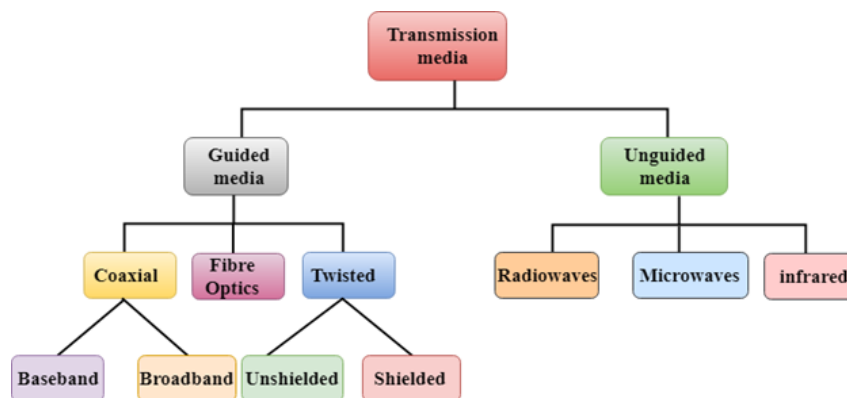 Transmission
media
Guided
media
Unguided
media
Coaxial
Fibre
Optics
Twisted
Radiowaves
Microwaves
infrared
Baseband
Broadband
Unshielded
Shielded